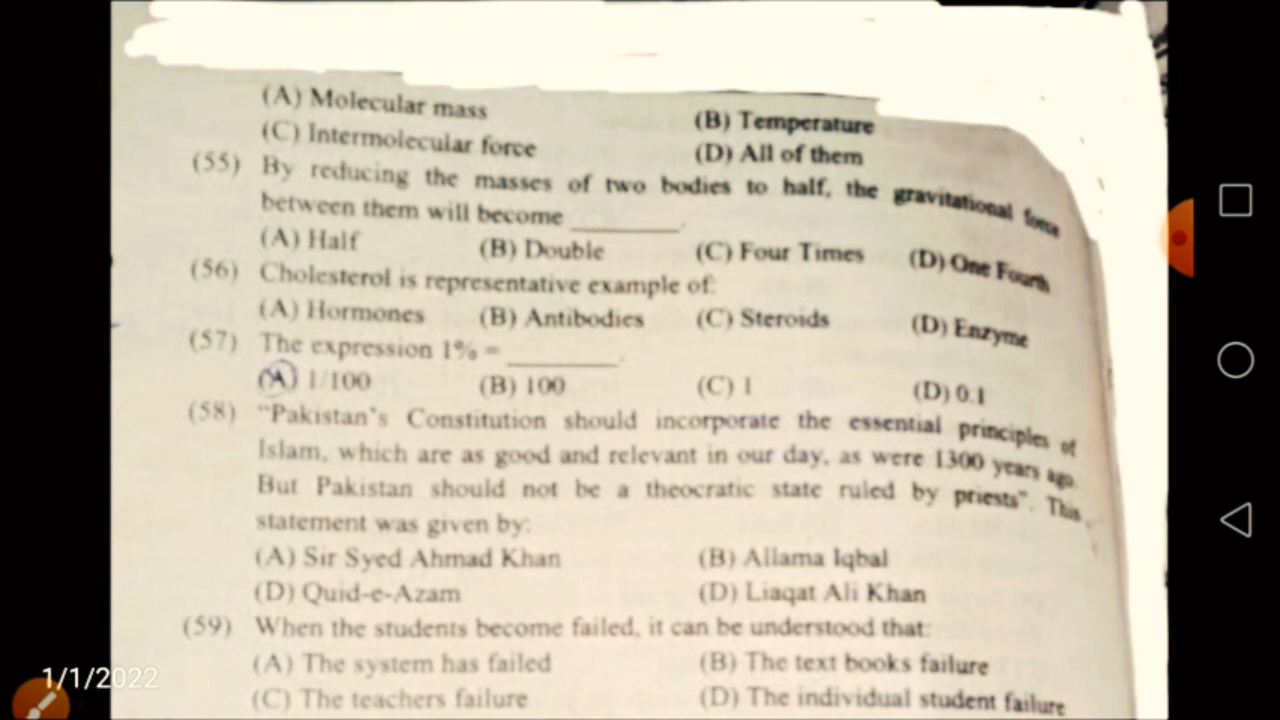 (A) Molecular mass (B) Temperature
(C) Intermolecular force (D) All of them
(55) By reducing the masses of two bodies to half, the gravitational force
between them will become ________.
(A) Half (B) Double (C) Four Times (D) One Fourth
(56) Cholesterol is representative example of:
(A) Hormones (B) Antibodies (C) Steroids (D) Enzyme
(57) The expression 1% = ________.
(A) 1/100 (B) 100 (C) 1 (D) 0.1
(58) "Pakistan's Constitution should incorporate the essential principles of
Islam, which are as good and relevant in our day, as were 1300 years ago.
But Pakistan should not be a theocratic state ruled by priests". This
statement was given by:
(A) Sir Syed Ahmad Khan (B) Allama Iqbal
(D) Quid-e-Azam (D) Liaqat Ali Khan
(59) When the students become failed, it can be understood that:
(A) The system has failed (B) The text books failure
(C) The teachers failure (D) The individual student failure
1/1/2022